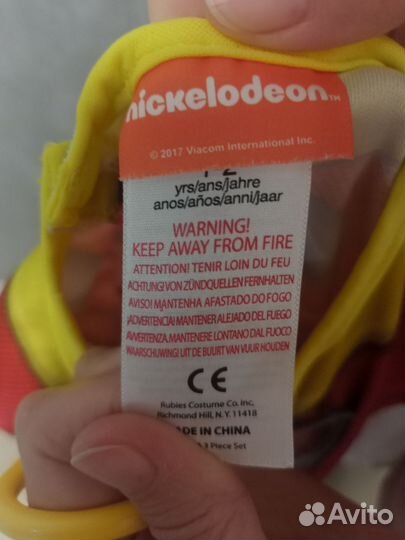 nickelodeon™
© 2017 Viacom International Inc.
yrs/ans/jahre
anos/años/anni/jaar
WARNING!
KEEP AWAY FROM FIRE
ATTENTION! TENIR LOIN DU FEU
ACHTUNG! VON ZÜNDQUELLEN FERNHALTEN
AVISO! MANTENHA AFASTADO DO FOGO
¡ADVERTENCIA! MANTENER ALEJADO DEL FUEGO
AVVERTENZA. MANTENERE LONTANO DAL FUOCO
WAARSCHUWING! UIT DE BUURT VAN VUUR HOUDEN
CE
Rubies Costume Co. Inc.
Richmond Hill, N.Y. 11418
MADE IN CHINA
3 Piece Set
Avito